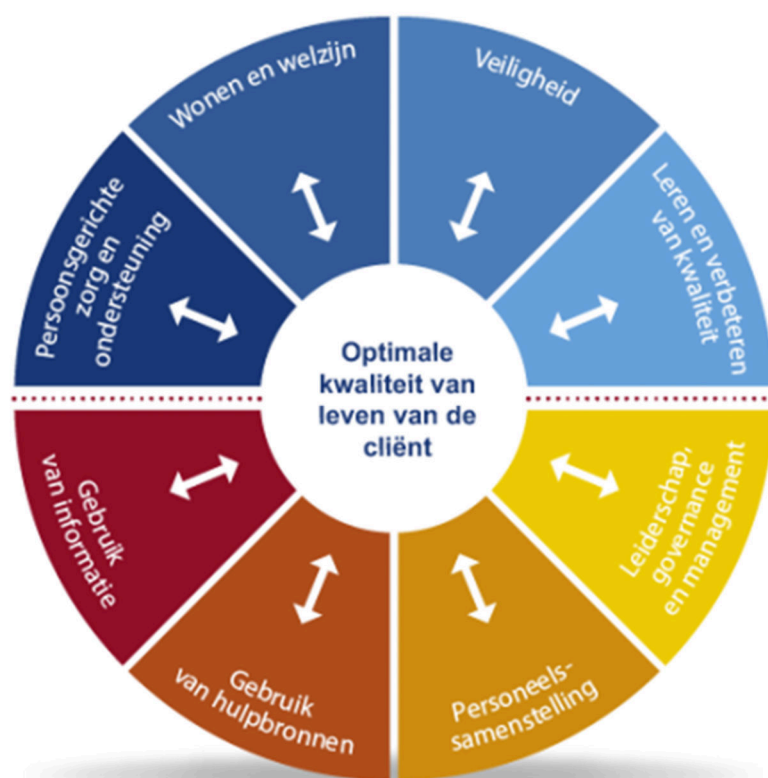 Wonen en welzijn
Veiligheid
Leren en verbeteren
van kwaliteit
Leiderschap,
governance
en management
Personeels-
samenstelling
Gebruik
van hulpbronnen
Gebruik
van informatie
Persoonsgerichte
zorg en
ondersteuning
Optimale
kwaliteit van
leven van de
cliënt